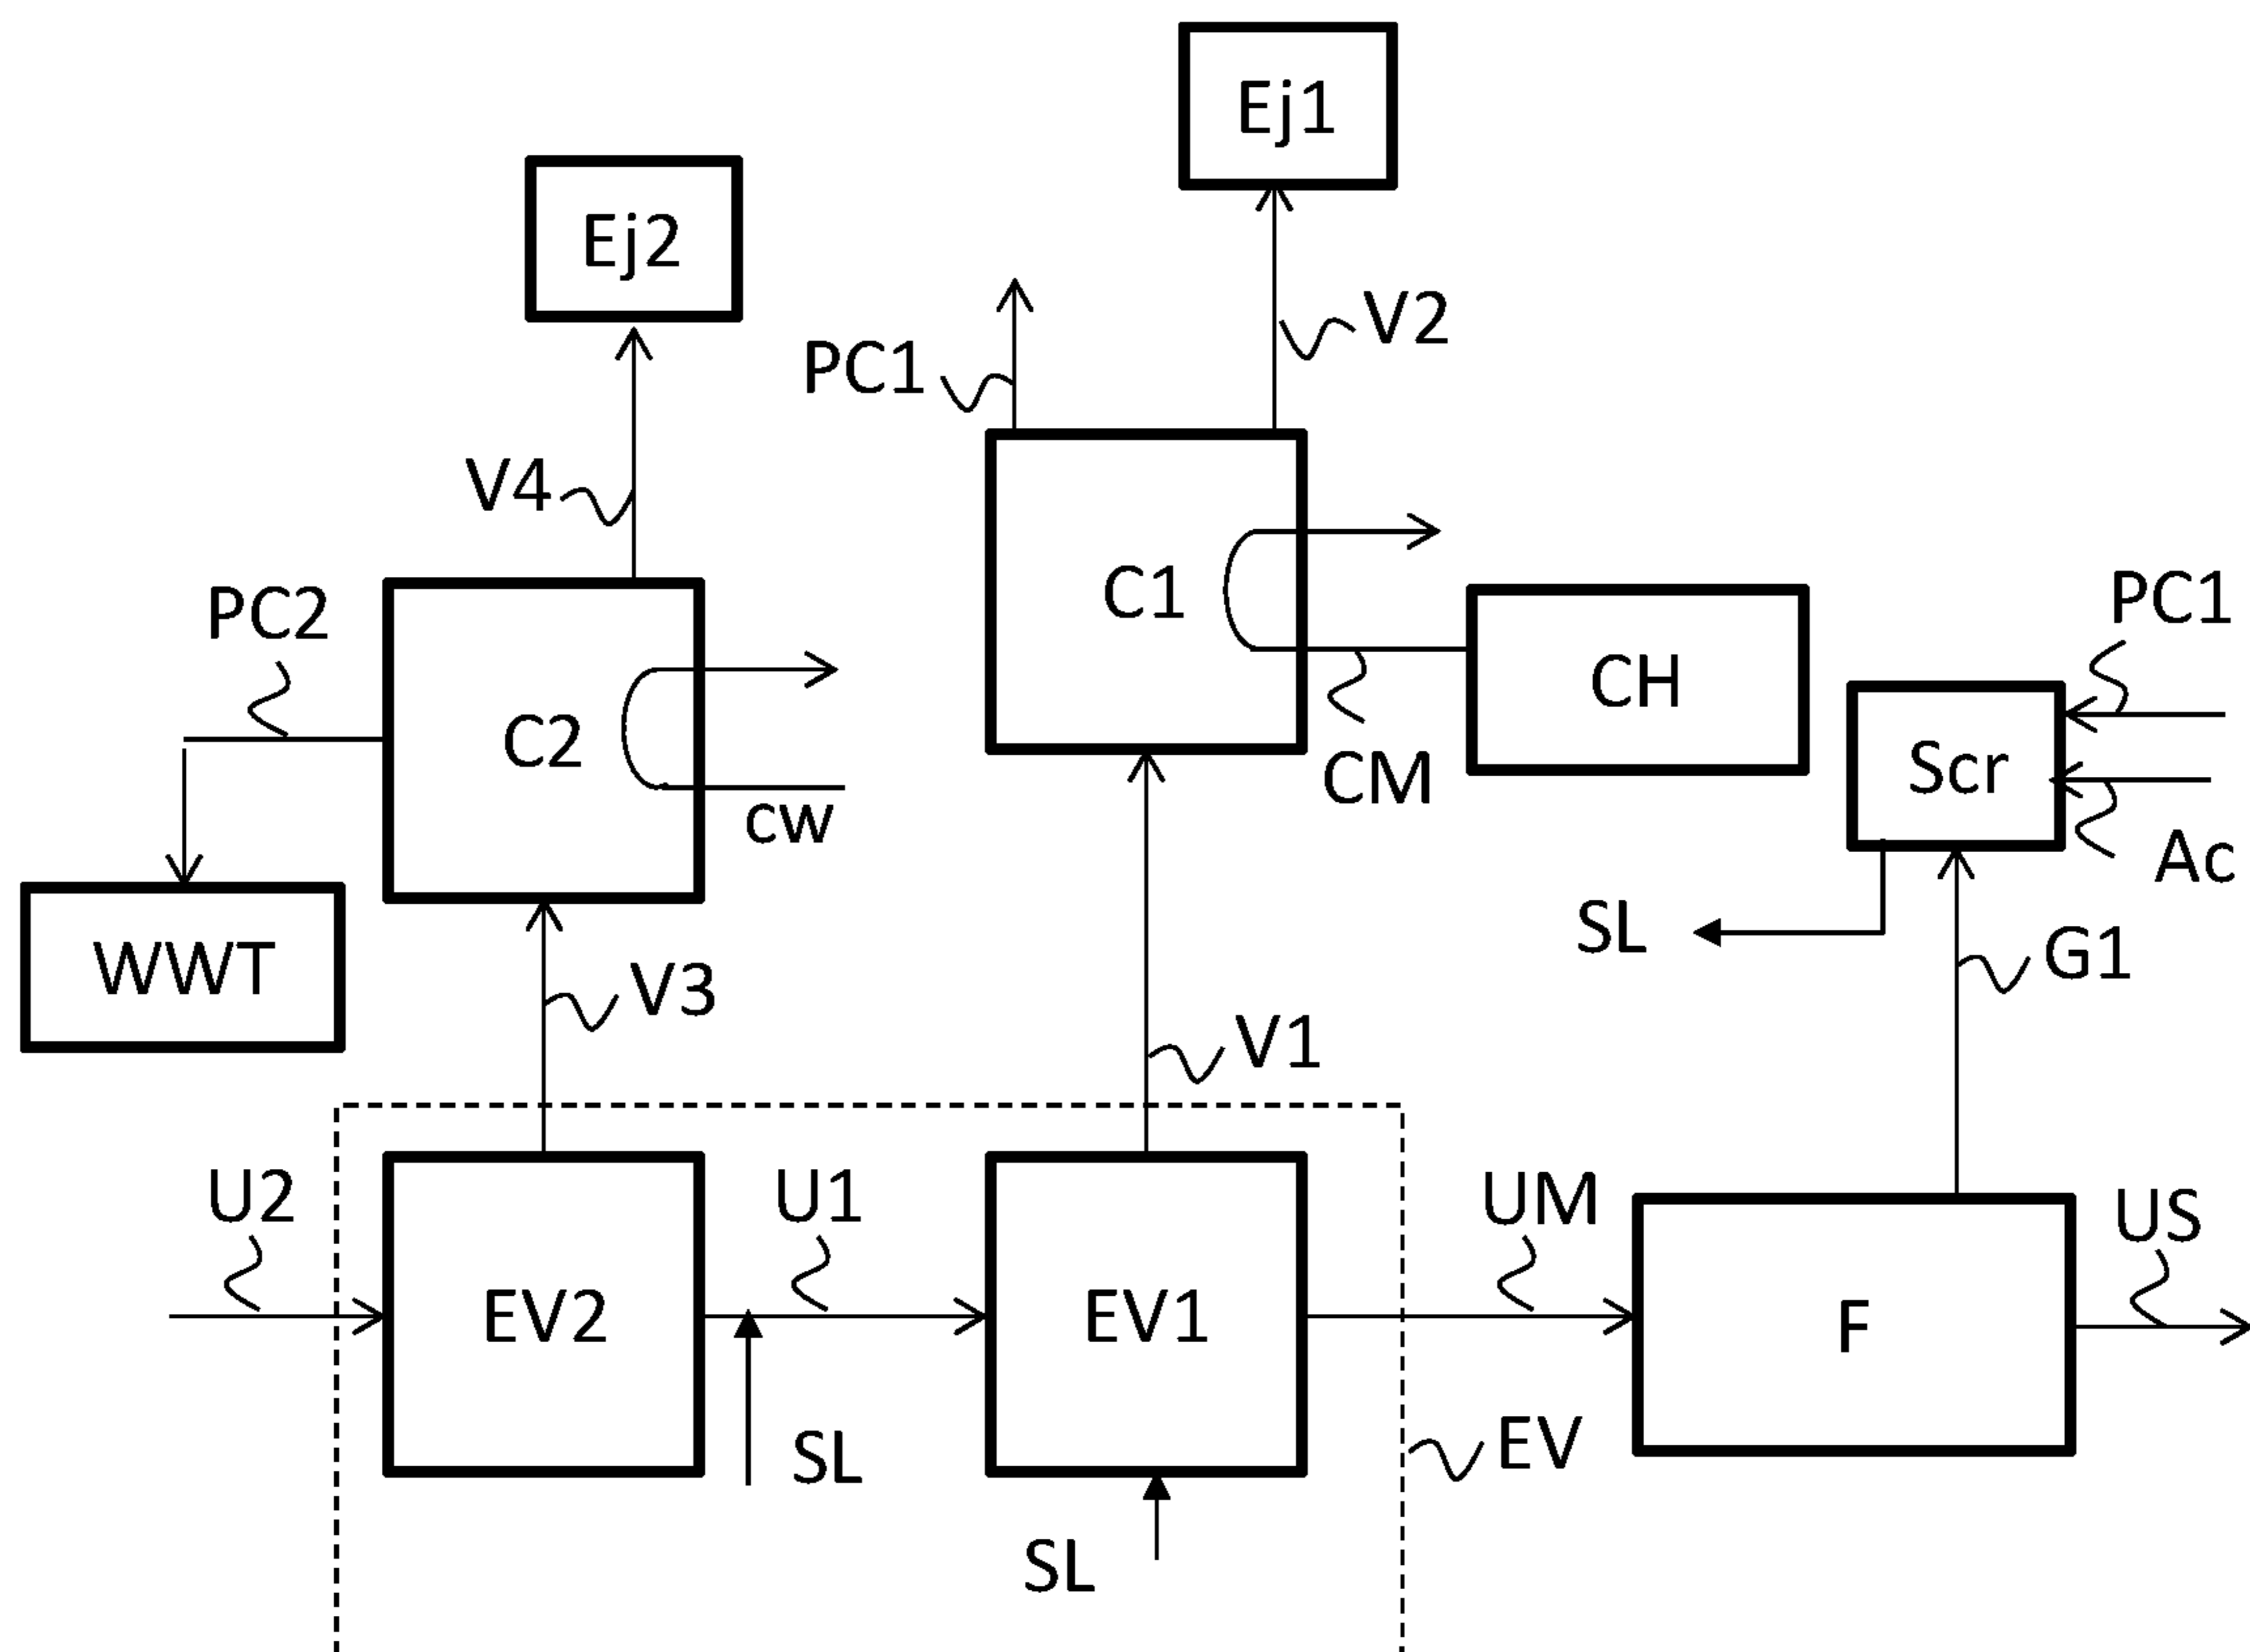 Ej1
Ej2
V2
PC1
V4
PC2
C1
PC1
CH
C2
Scr
CM
cw
Ac
SL
G1
WWT
V3
V1
U2
U1
UM
US
EV2
EV1
F
EV
SL
SL